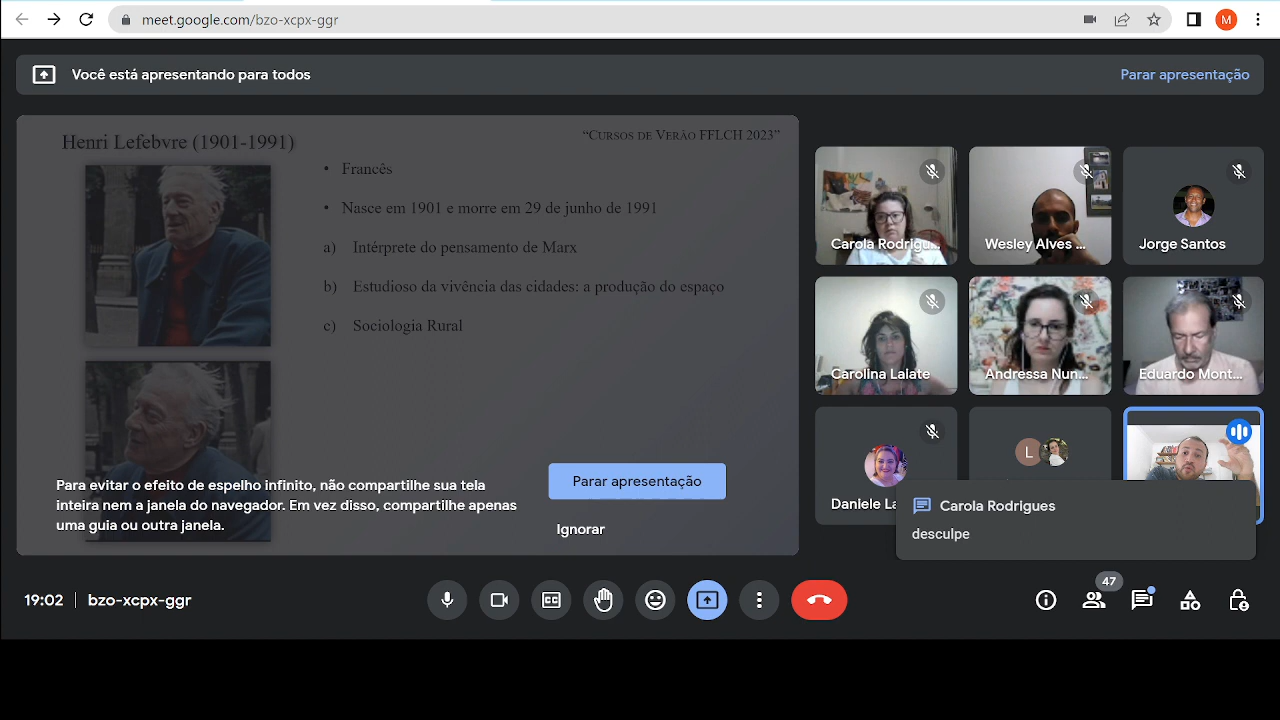 meet.google.com/bzo-xcpx-ggr
M
Você está apresentando para todos
Parar apresentação
Henri Lefebvre (1901-1991)
“CURSOS DE VERÃO FFLCH 2023”
• Francês
• Nasce em 1901 e morre em 29 de junho de 1991
a) Intérprete do pensamento de Marx
b) Estudioso da vivência das cidades: a produção do espaço
c) Sociologia Rural
Para evitar o efeito de espelho infinito, não compartilhe sua tela
inteira nem a janela do navegador. Em vez disso, compartilhe apenas
uma guia ou outra janela.
Parar apresentação
Ignorar
Carola Rodrigu...
Wesley Alves ...
Jorge Santos
Carolina Lalate
Andressa Nun...
Eduardo Mont...
L
Daniele La
Carola Rodrigues
desculpe
19:02 | bzo-xcpx-ggr
47